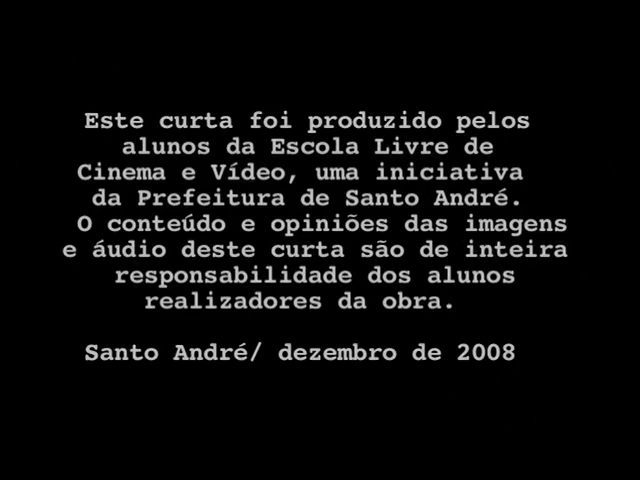 Este curta foi produzido pelos
alunos da Escola Livre de
Cinema e Vídeo, uma iniciativa
da Prefeitura de Santo André.
O conteúdo e opiniões das imagens
e áudio deste curta são de inteira
responsabilidade dos alunos
realizadores da obra.
Santo André/ dezembro de 2008